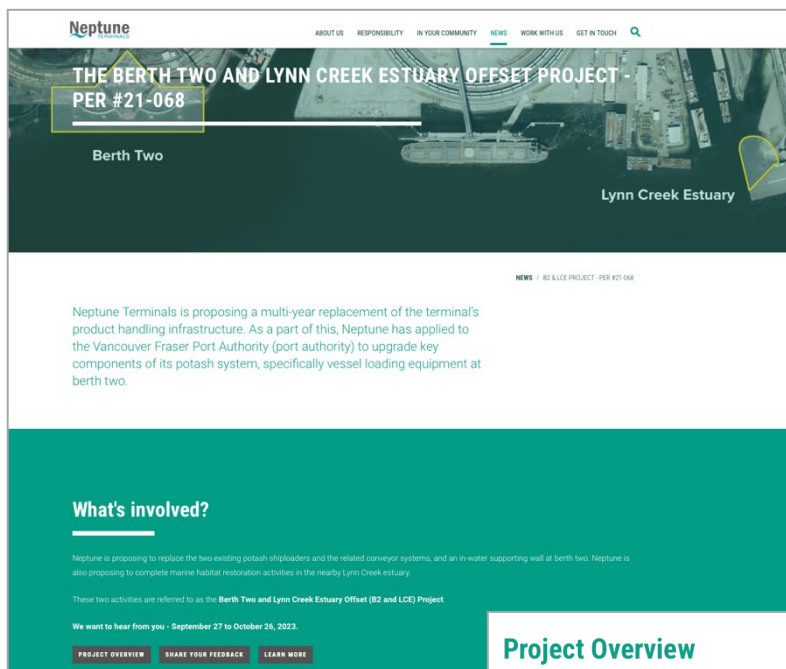 Neptune
TERMINALS
ABOUT US RESPONSIBILITY IN YOUR COMMUNITY NEWS WORK WITH US GET IN TOUCH
THE BERTH TWO AND LYNN CREEK ESTUARY OFFSET PROJECT -
PER #21-068
Berth Two
Lynn Creek Estuary
NEWS / B2 & LCE PROJECT - PER #21-068
Neptune Terminals is proposing a multi-year replacement of the terminal's
product handling infrastructure. As a part of this, Neptune has applied to
the Vancouver Fraser Port Authority (port authority) to upgrade key
components of its potash system, specifically vessel loading equipment at
berth two.
What's involved?
Neptune is proposing to replace the two existing potash shiploaders and the related conveyor systems, and an in-water supporting wall at berth two. Neptune is
also proposing to complete marine habitat restoration activities in the nearby Lynn Creek estuary.
These two activities are referred to as the Berth Two and Lynn Creek Estuary Offset (B2 and LCE) Project.
We want to hear from you - September 27 to October 26, 2023.
PROJECT OVERVIEW SHARE YOUR FEEDBACK LEARN MORE
Project Overview